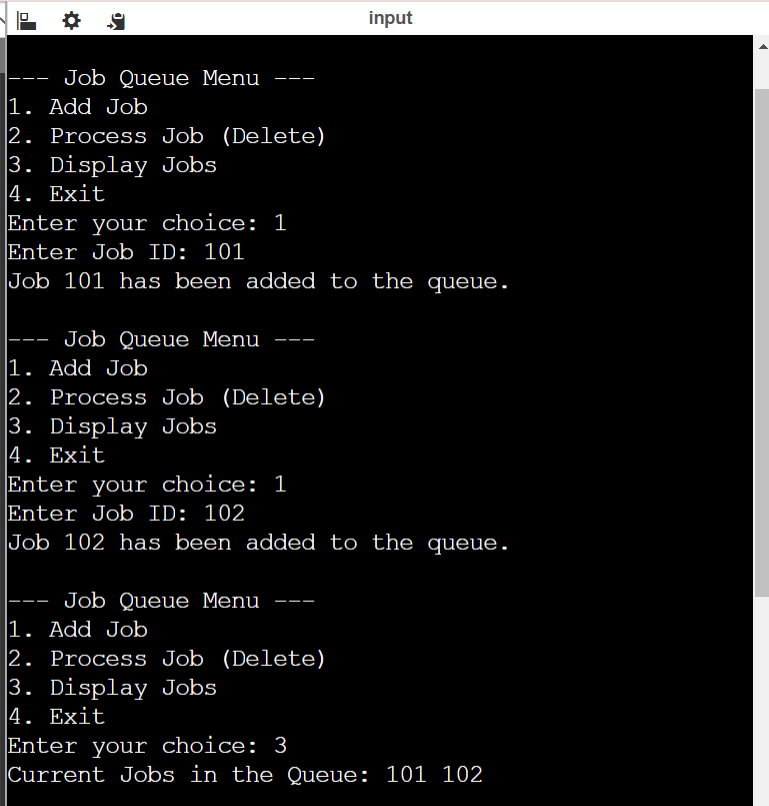 input
--- Job Queue Menu ---
1. Add Job
2. Process Job (Delete)
3. Display Jobs
4. Exit
Enter your choice: 1
Enter Job ID: 101
Job 101 has been added to the queue.
--- Job Queue Menu ---
1. Add Job
2. Process Job (Delete)
3. Display Jobs
4. Exit
Enter your choice: 1
Enter Job ID: 102
Job 102 has been added to the queue.
--- Job Queue Menu ---
1. Add Job
2. Process Job (Delete)
3. Display Jobs
4. Exit
Enter your choice: 3
Current Jobs in the Queue: 101 102